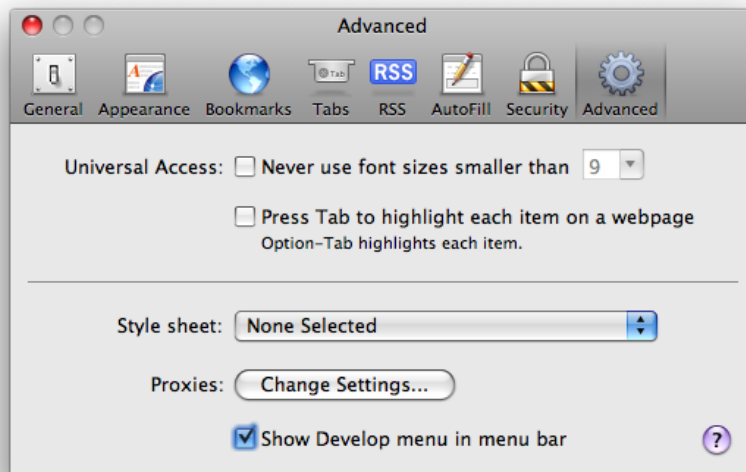 Advanced
Tab
RSS
General Appearance Bookmarks Tabs RSS AutoFill Security Advanced
Universal Access: Never use font sizes smaller than 9
Press Tab to highlight each item on a webpage
Option-Tab highlights each item.
Style sheet: None Selected
Proxies: Change Settings...
Show Develop menu in menu bar
?